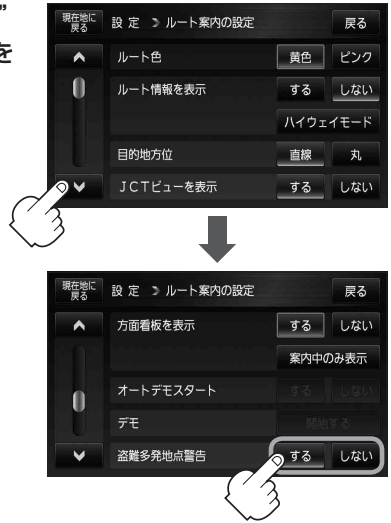 ”
を
現在地に
戻る
設 定 ルート案内の設定
戻る
ルート色 黄色 ピンク
ルート情報を表示 する しない
ハイウェイモード
目的地方位 直線 丸
JCTビューを表示 する しない
現在地に
戻る
設 定 ルート案内の設定
戻る
方面看板を表示 する しない
案内中のみ表示
オートデモスタート する しない
デモ 開始する
盗難多発地点警告 する しない